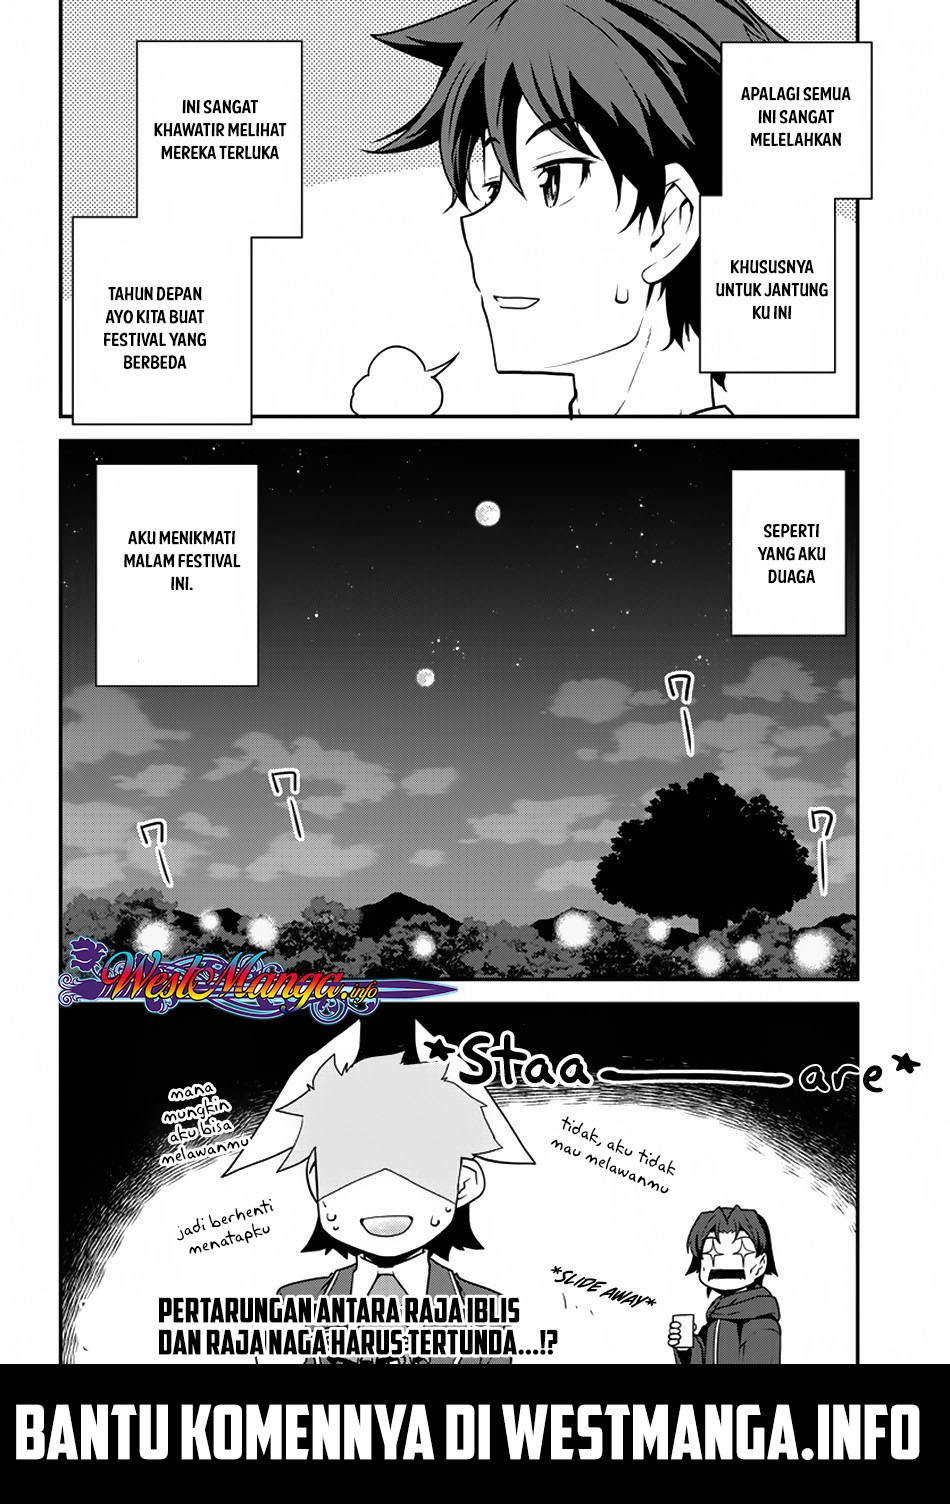 APALAGI SEMUA
INI SANGAT
MELELAHKAN
KHUSUSNYA
UNTUK JANTUNG
KU INI
INI SANGAT
KHAWATIR MELIHAT
MEREKA TERLUKA
TAHUN DEPAN
AYO KITA BUAT
FESTIVAL YANG
BERBEDA
SEPERTI
YANG AKU
DUAGA
AKU MENIKMATI
MALAM FESTIVAL
INI.
ワー
ワー
ワー
ワー
WestManga.info
*Staa———are*
tidak, aku tidak
mau melawanmu
mana
mungkin
aku bisa
melawanmu
jadi berhenti
menatapku
*SLIDE AWAY*
PERTARUNGAN ANTARA RAJA IBLIS
DAN RAJA NAGA HARUS TERTUNDA...!?
BANTU KOMENNYA DI WESTMANGA.INFO